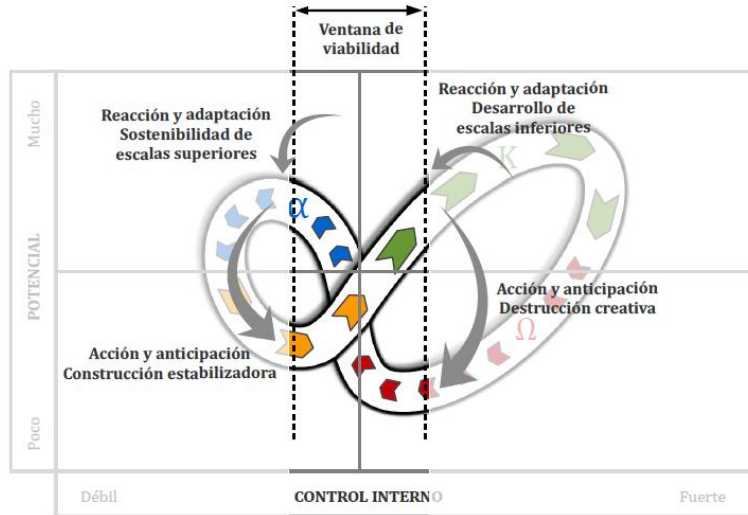 Ventana de
viabilidad
Reacción y adaptación
Sostenibilidad de
escalas superiores
Reacción y adaptación
Desarrollo de
escalas inferiores
Mucho
POTENCIAL
Poco
α
K
Ω
Acción y anticipación
Destrucción creativa
Acción y anticipación
Construcción estabilizadora
Débil
CONTROL INTERNO
Fuerte